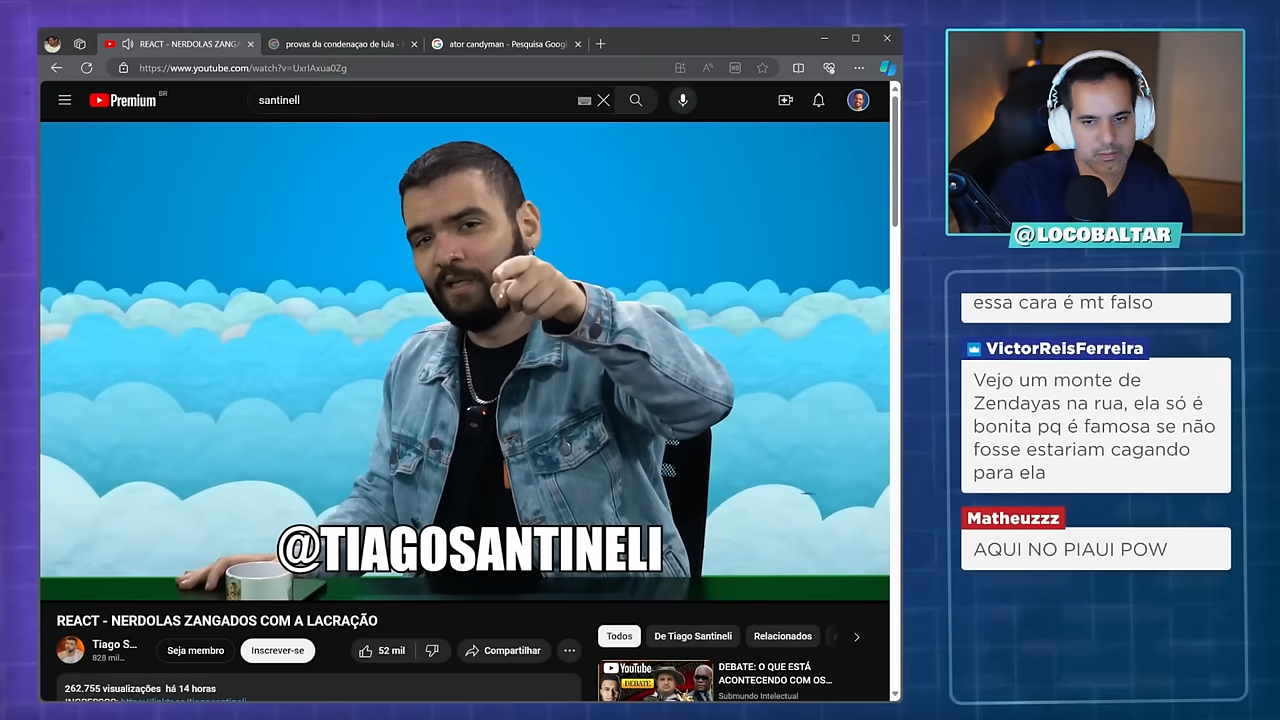 REACT - NERDOLAS ZANGA
provas da condenaçao de lula -
ator candyman - Pesquisa Goog
https://www.youtube.com/watch?v=UxrlAxua0Zg
Premium BR
santinell
@TIAGOSANTINELI
REACT - NERDOLAS ZANGADOS COM A LACRAÇÃO
Tiago S...
828 mil...
Seja membro
Inscrever-se
52 mil
Compartilhar
262.755 visualizações há 14 horas
Todos
De Tiago Santineli
Relacionados
YouTube
DEBATE
DEBATE: O QUE ESTÁ
ACONTECENDO COM OS...
Submundo Intelectual
@LOCOBALTAR
essa cara é mt falso
VictorReisFerreira
Vejo um monte de
Zendayas na rua, ela só é
bonita pq é famosa se não
fosse estariam cagando
para ela
Matheuzzz
AQUI NO PIAUI POW